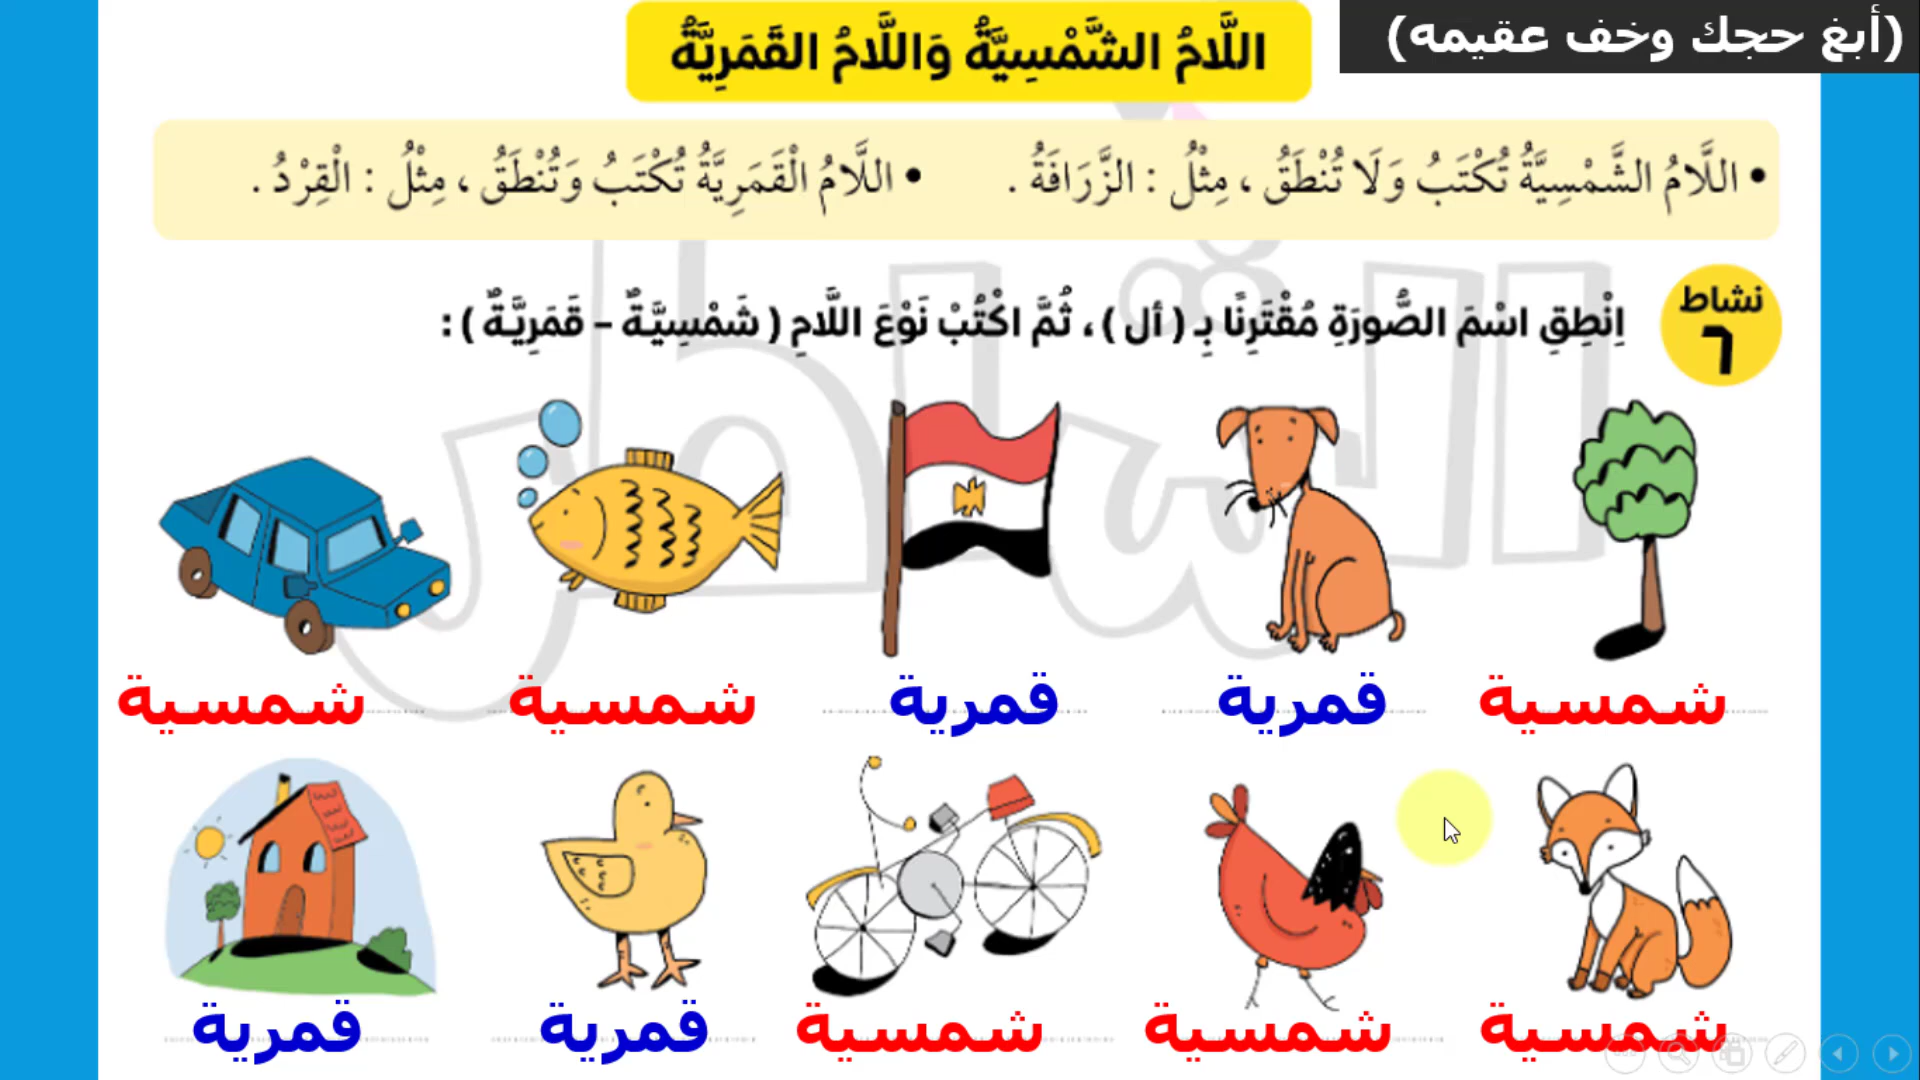 (أبغ حجك وخف عقيمه)
اللَّامُ الشَّمْسِيَّةُ وَاللَّامُ القَمَرِيَّةُ
• اللَّامُ الشَّمْسِيَّةُ تُكْتَبُ وَلَا تُنْطَقُ ، مِثْلُ : الزَّرَافَةُ . • اللَّامُ الْقَمَرِيَّةُ تُكْتَبُ وَتُنْطَقُ ، مِثْلُ : الْقِرْدُ .
نشاط
٦
اِنْطِقِ اسْمَ الصُّورَةِ مُقْتَرِنًا بِـ ( أل ) ، ثُمَّ اكْتُبْ نَوْعَ اللَّامِ ( شَمْسِيَّةٌ – قَمَرِيَّةٌ ) :
الشاطر
شمسية قمرية قمرية شمسية شمسية
شمسية شمسية شمسية قمرية قمرية